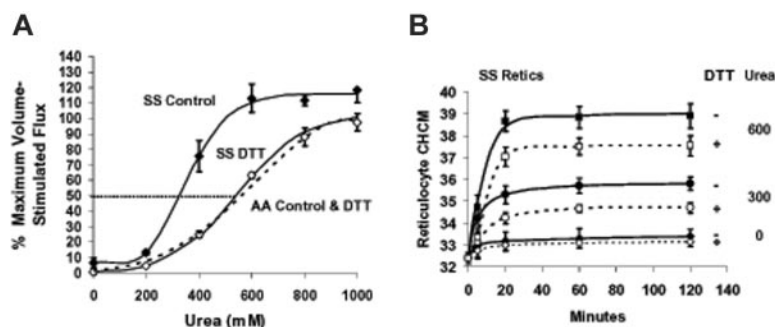 A
% Maximum Volume-
Stimulated Flux
140
130
120
110
100
90
80
70
60
50
40
30
20
10
0
SS Control
SS DTT
AA Control & DTT
0 200 400 600 800 1000
Urea (mM)
B
SS Retics DTT Urea
Reticulocyte CHCM
40
39
38
37
36
35
34
33
32
-
600
+
-
300
+
- 0
+
0 20 40 60 80 100 120 140
Minutes